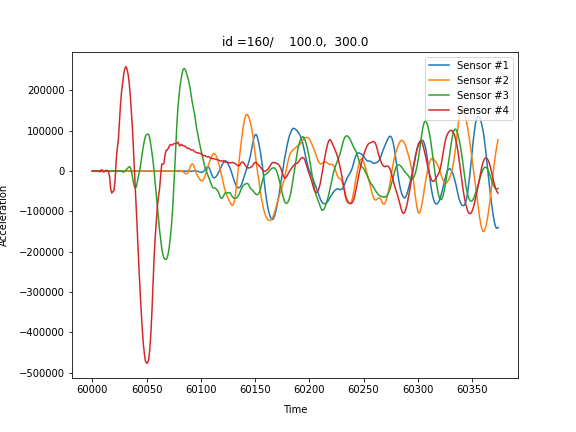 id =160/    100.0,  300.0
Sensor #1
Sensor #2
Sensor #3
Sensor #4
200000
100000
0
−100000
−200000
−300000
−400000
−500000
Acceleration
60000
60050
60100
60150
60200
60250
60300
60350
Time